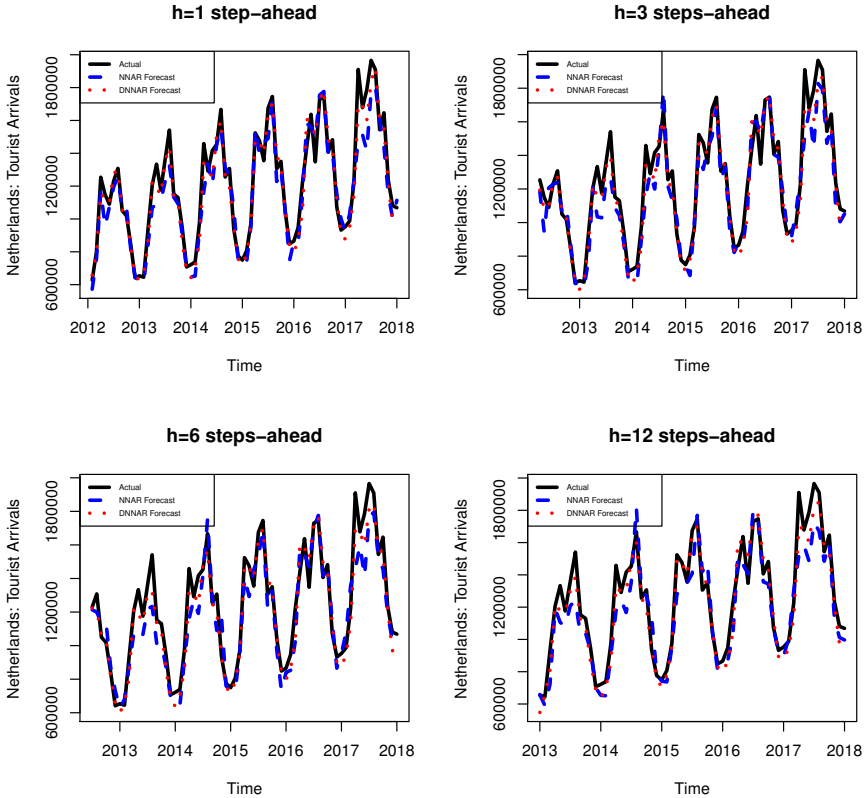 h=1 step−ahead
Netherlands: Tourist Arrivals
1800000
1200000
600000
Actual
NNAR Forecast
DNNAR Forecast
2012 2013 2014 2015 2016 2017 2018
Time
h=3 steps−ahead
Netherlands: Tourist Arrivals
1800000
1200000
600000
Actual
NNAR Forecast
DNNAR Forecast
2013 2014 2015 2016 2017 2018
Time
h=6 steps−ahead
Netherlands: Tourist Arrivals
1800000
1200000
600000
Actual
NNAR Forecast
DNNAR Forecast
2013 2014 2015 2016 2017 2018
Time
h=12 steps−ahead
Netherlands: Tourist Arrivals
1800000
1200000
600000
Actual
NNAR Forecast
DNNAR Forecast
2013 2014 2015 2016 2017 2018
Time